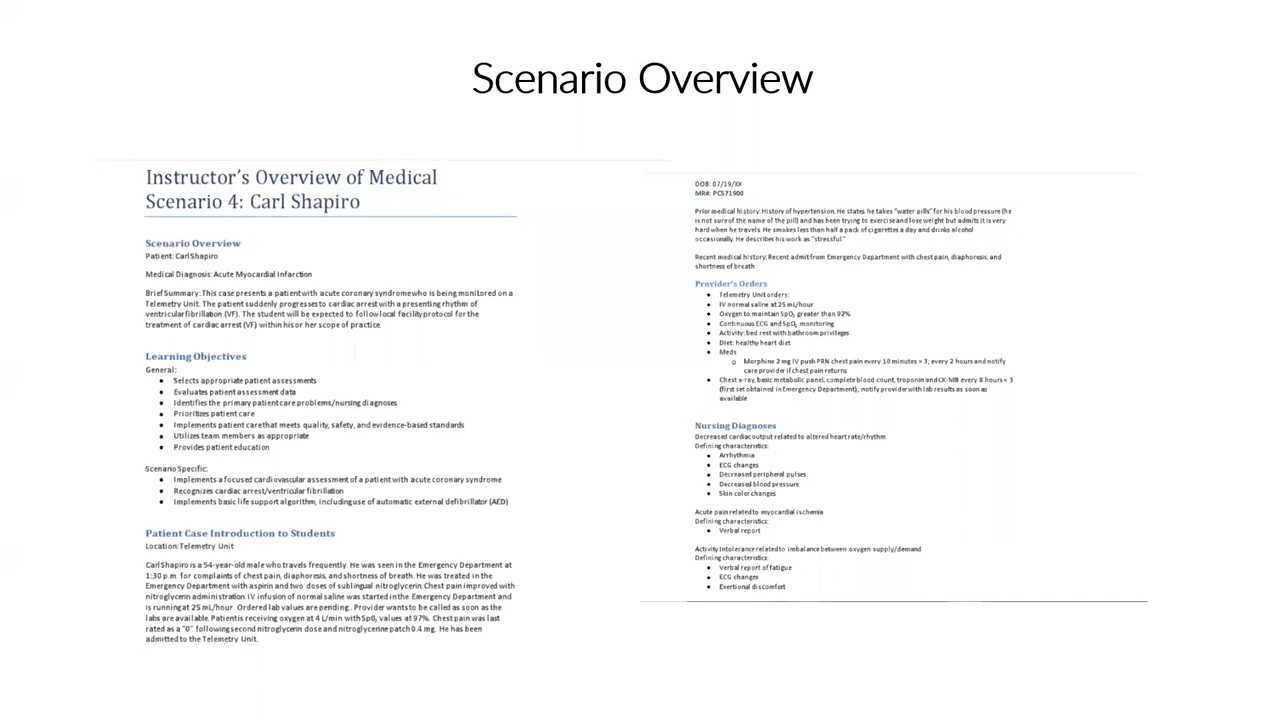 Scenario Overview
Instructor's Overview of Medical
Scenario 4: Carl Shapiro
Scenario Overview
Patient: Carl Shapiro
Medical Diagnosis: Acute Myocardial Infarction
Brief Summary: This case presents a patient with acute coronary syndrome who is being monitored on a
Telemetry Unit. The patient suddenly progresses to cardiac arrest with a presenting rhythm of
ventricular fibrillation (VF). The student will be expected to follow local facility protocol for the
treatment of cardiac arrest (VF) within his or her scope of practice.
Learning Objectives
General:
• Selects appropriate patient assessments
• Evaluates patient assessment data
• Identifies the primary patient care problems/nursing diagnoses
• Prioritizes patient care
• Implements patient care that meets quality, safety, and evidence-based standards
• Utilizes team members as appropriate
• Provides patient education
Scenario Specific:
• Implements a focused cardiovascular assessment of a patient with acute coronary syndrome
• Recognizes cardiac arrest/ventricular fibrillation
• Implements basic life support algorithm, including use of automatic external defibrillator (AED)
Patient Case Introduction to Students
Location: Telemetry Unit
Carl Shapiro is a 54-year-old male who travels frequently. He was seen in the Emergency Department at
1:30 p.m. for complaints of chest pain, diaphoresis, and shortness of breath. He was treated in the
Emergency Department with aspirin and two doses of sublingual nitroglycerin. Chest pain improved with
nitroglycerin administration. IV infusion of normal saline was started in the Emergency Department and
is running at 25 mL/hour. Ordered lab values are pending. Provider wants to be called as soon as the
labs are available. Patient is receiving oxygen at 4 L/min with SpO₂ values at 97%. Chest pain was last
rated as a "0" following second nitroglycerin dose and nitroglycerine patch 0.4 mg. He has been
admitted to the Telemetry Unit.
DOB: 07/19/XX
MR#: PCS71900
Prior medical history: History of hypertension. He states he takes "water pills" for his blood pressure (he
is not sure of the name of the pill) and has been trying to exercise and lose weight but admits it is very
hard when he travels. He smokes less than half a pack of cigarettes a day and drinks alcohol
occasionally. He describes his work as "stressful."
Recent medical history: Recent admit from Emergency Department with chest pain, diaphoresis, and
shortness of breath
Provider's Orders
• Telemetry Unit orders:
• IV normal saline at 25 mL/hour
• Oxygen to maintain SpO₂ greater than 92%
• Continuous ECG and SpO₂ monitoring
• Activity: bed rest with bathroom privileges
• Diet: healthy heart diet
• Meds
o Morphine 2 mg IV push PRN chest pain every 10 minutes × 3; every 2 hours and notify
care provider if chest pain returns
• Chest x-ray, basic metabolic panel, complete blood count, troponin and CK-MB every 8 hours × 3
(first set obtained in Emergency Department); notify provider with lab results as soon as
available
Nursing Diagnoses
Decreased cardiac output related to altered heart rate/rhythm
Defining characteristics:
• Arrhythmia
• ECG changes
• Decreased peripheral pulses
• Decreased blood pressure
• Skin color changes
Acute pain related to myocardial ischemia
Defining characteristics:
• Verbal report
Activity Intolerance related to imbalance between oxygen supply/demand
Defining characteristics:
• Verbal report of fatigue
• ECG changes
• Exertional discomfort